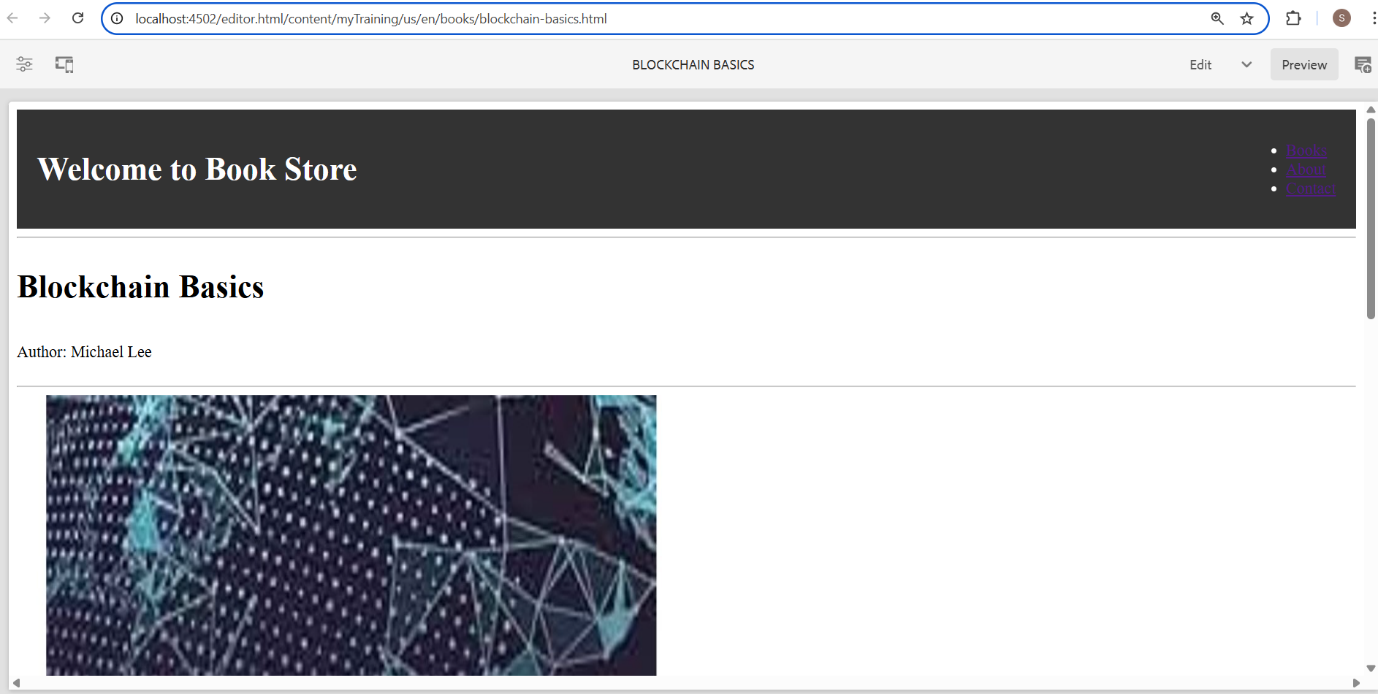 localhost:4502/editor.html/content/myTraining/us/en/books/blockchain-basics.html
S
BLOCKCHAIN BASICS
Edit
Preview
Welcome to Book Store
Books
About
Contact
Blockchain Basics
Author: Michael Lee